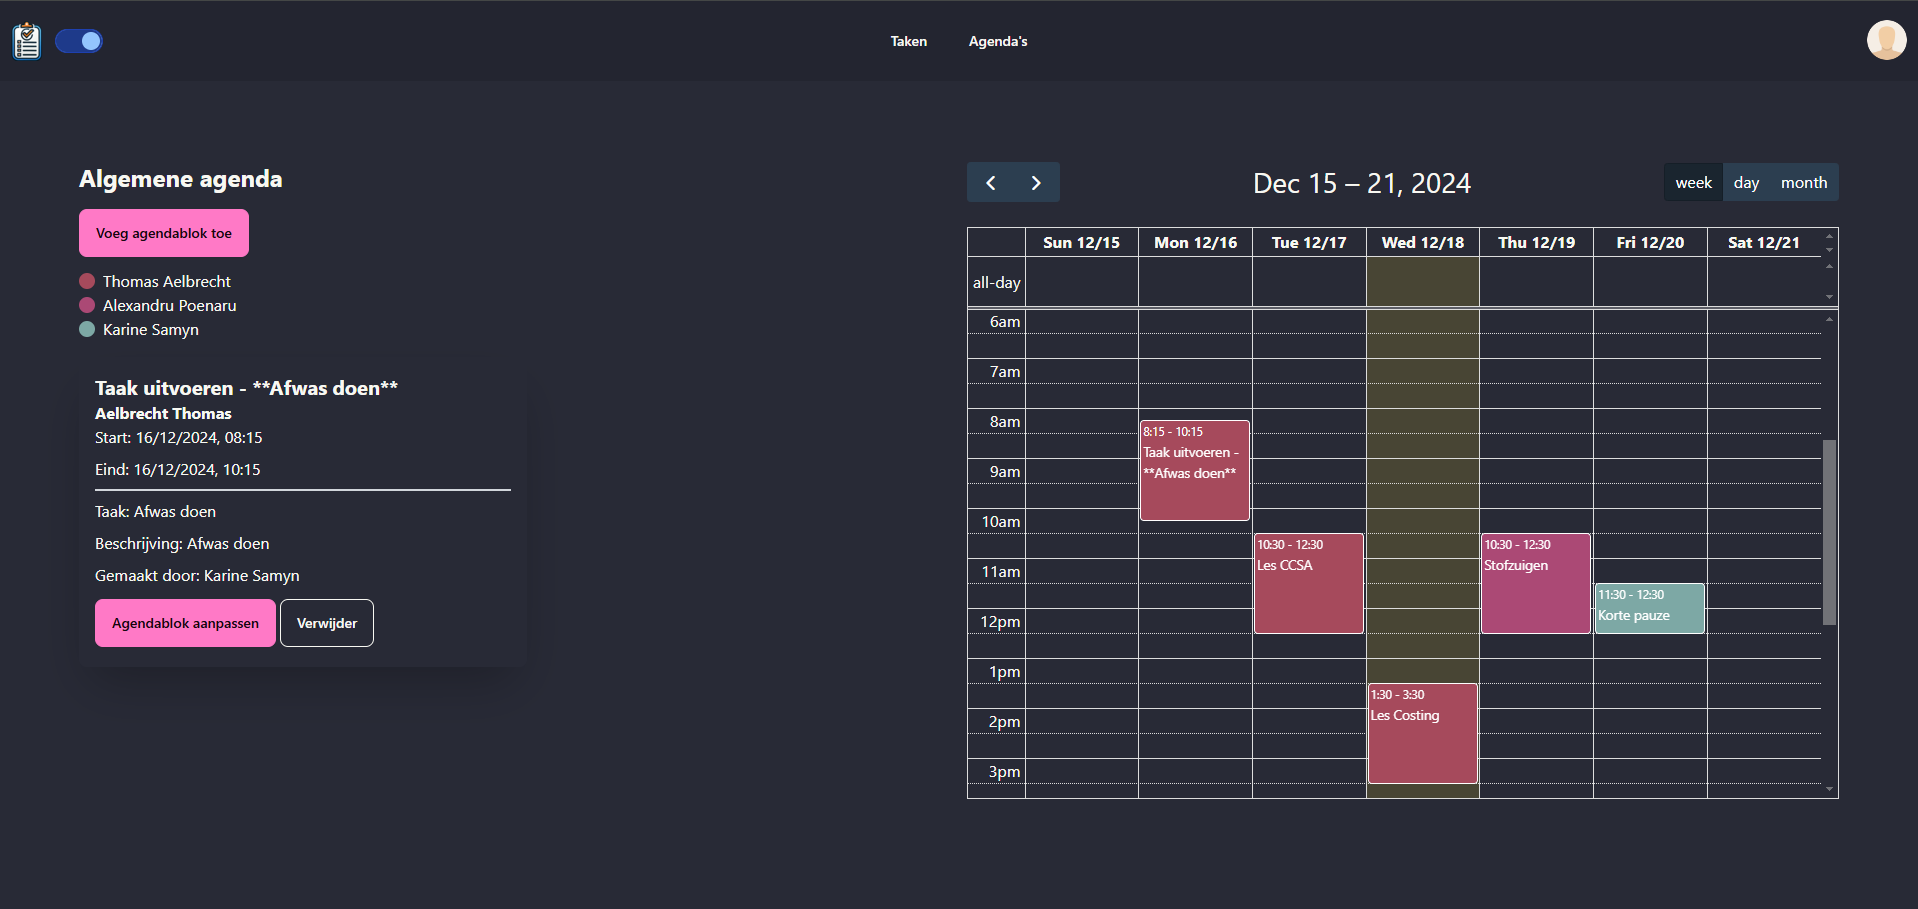 Taken
Agenda's
Algemene agenda
Voeg agendablok toe
Thomas Aelbrecht
Alexandru Poenaru
Karine Samyn
Taak uitvoeren - **Afwas doen**
Aelbrecht Thomas
Start: 16/12/2024, 08:15
Eind: 16/12/2024, 10:15
Taak: Afwas doen
Beschrijving: Afwas doen
Gemaakt door: Karine Samyn
Agendablok aanpassen
Verwijder
Dec 15 – 21, 2024
week
day
month
Sun 12/15
Mon 12/16
Tue 12/17
Wed 12/18
Thu 12/19
Fri 12/20
Sat 12/21
all-day
6am
7am
8am
9am
10am
11am
12pm
1pm
2pm
3pm
8:15 - 10:15
Taak uitvoeren -
**Afwas doen**
10:30 - 12:30
Les CCSA
1:30 - 3:30
Les Costing
10:30 - 12:30
Stofzuigen
11:30 - 12:30
Korte pauze